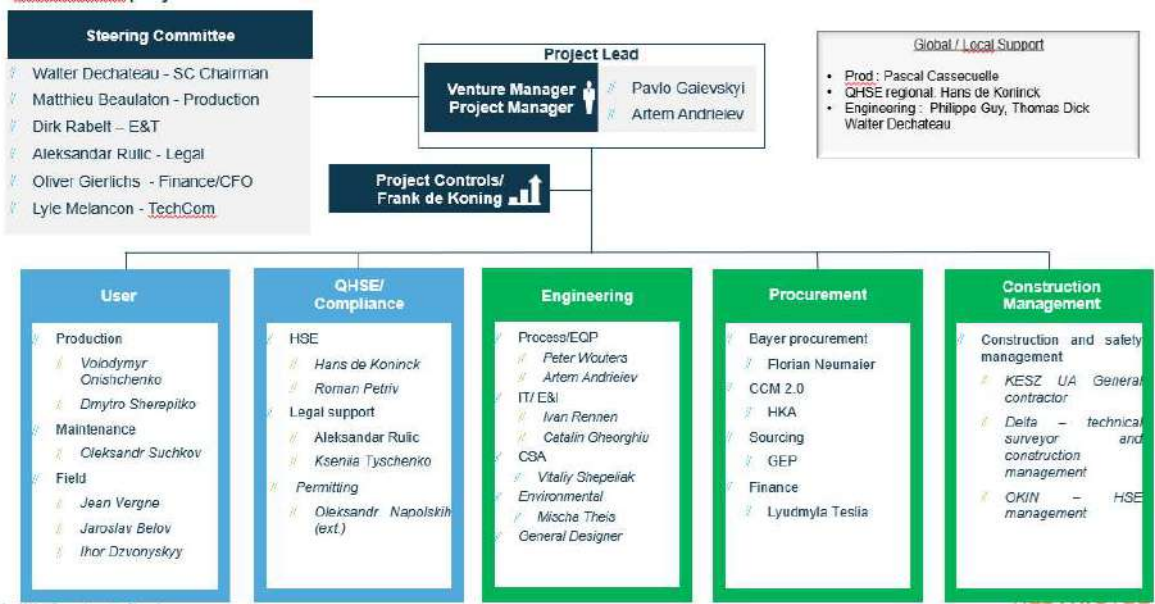 Steering Committee
Walter Dechateau - SC Chairman
Matthieu Beaulaton - Production
Dirk Rabelt – E&T
Aleksandar Rulic - Legal
Oliver Gierlichs - Finance/CFO
Lyle Melancon - TechCom
Project Lead
Venture Manager
Project Manager
Pavlo Gaievskyi
Artem Andrieiev
Global / Local Support
• Prod : Pascal Cassecuelle
• QHSE regional: Hans de Koninck
• Engineering : Philippe Guy, Thomas Dick
Walter Dechateau
Project Controls/
Frank de Koning
User
Production
Volodymyr
Onishchenko
Dmytro Sherepitko
Maintenance
Oleksandr Suchkov
Field
Jean Vergne
Jaroslav Belov
Ihor Dzvonyskyy
QHSE/
Compliance
HSE
Hans de Koninck
Roman Petriv
Legal support
Aleksandar Rulic
Kseniia Tyschenko
Permitting
Oleksandr Napolskih
(ext.)
Engineering
Process/EQP
Peter Wouters
Artem Andrieiev
IT/ E&I
Ivan Rennen
Catalin Gheorghiu
CSA
Vitaliy Shepeliak
Environmental
Mischa Theis
General Designer
Procurement
Bayer procurement
Florian Neumaier
CCM 2.0
HKA
Sourcing
GEP
Finance
Lyudmyla Teslia
Construction
Management
Construction and safety
management
KESZ UA General
contractor
Delta – technical
surveyor and
construction
management
OKIN – HSE
management